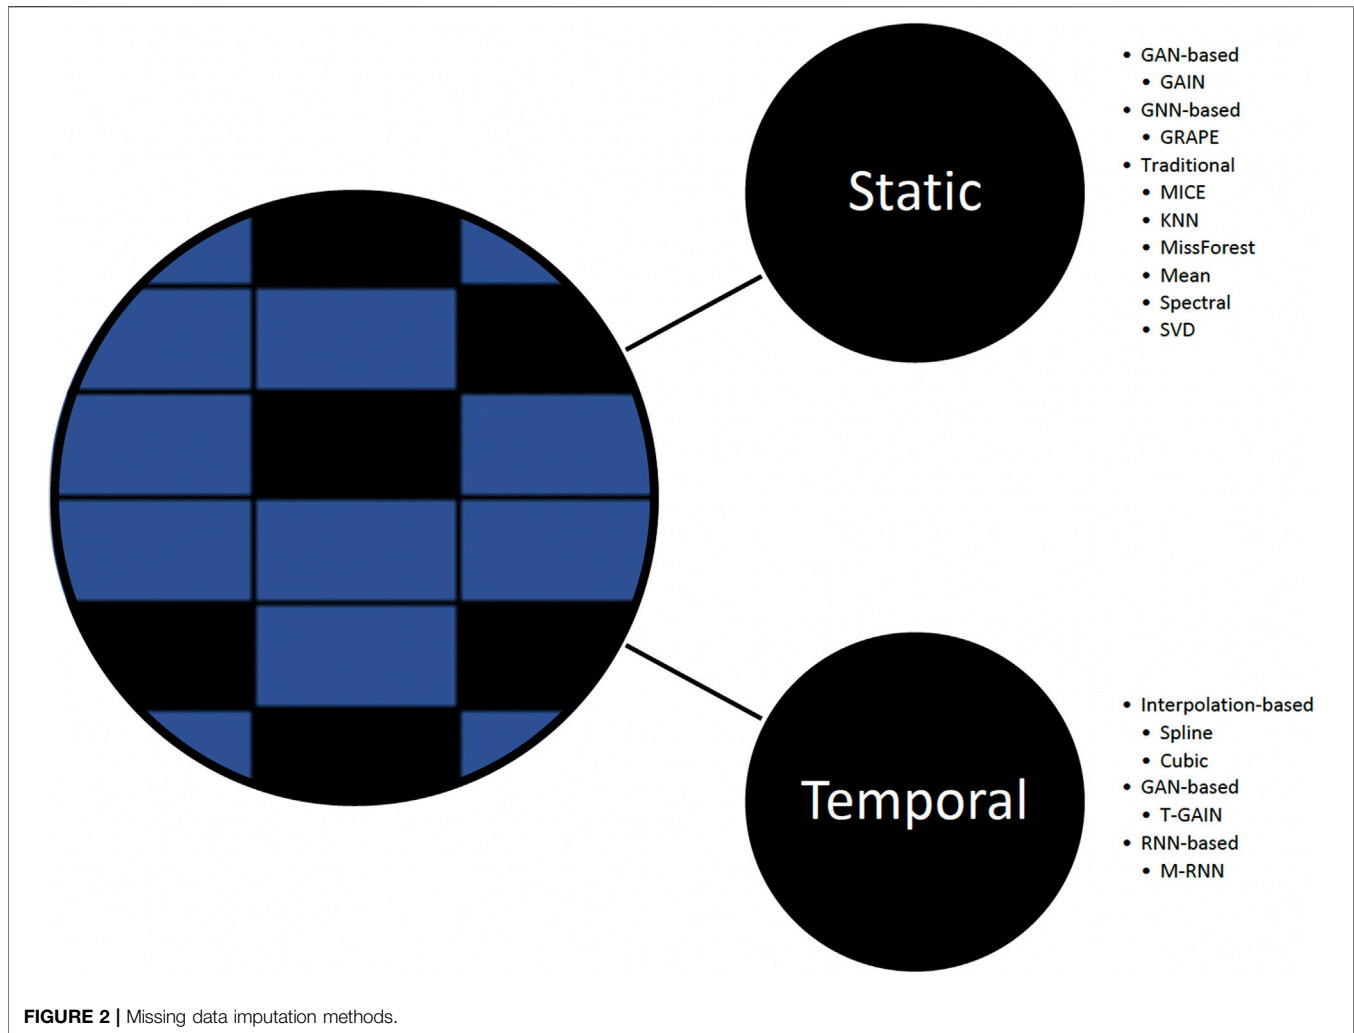 Static
• GAN-based
• GAIN
• GNN-based
• GRAPE
• Traditional
• MICE
• KNN
• MissForest
• Mean
• Spectral
• SVD
Temporal
• Interpolation-based
• Spline
• Cubic
• GAN-based
• T-GAIN
• RNN-based
• M-RNN
FIGURE 2 | Missing data imputation methods.